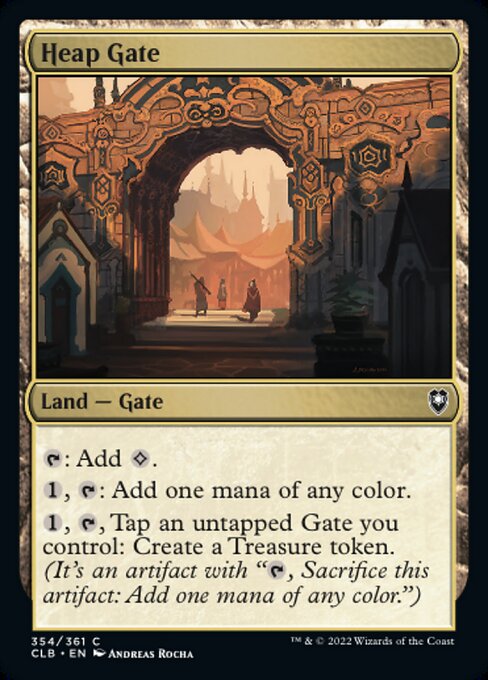 Heap Gate
Land — Gate
: Add .
1, : Add one mana of any color.
1, , Tap an untapped Gate you
control: Create a Treasure token.
(It's an artifact with “, Sacrifice this
artifact: Add one mana of any color.”)
354/361 C
CLB • EN Andreas Rocha
™ & © 2022 Wizards of the Coast